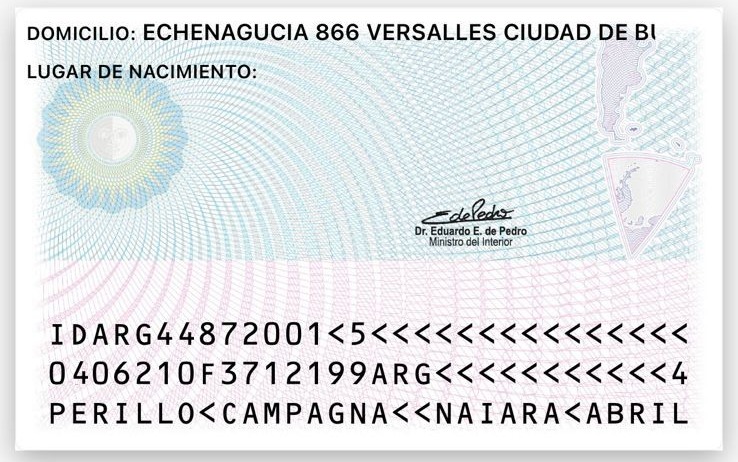 DOMICILIO: ECHENAGUCIA 866 VERSALLES CIUDAD DE BU
LUGAR DE NACIMIENTO:
EdePedro
Dr. Eduardo E. de Pedro
Ministro del Interior
IDARG44872001<5<<<<<<<<<<<<<<<
0406210F3712199ARG<<<<<<<<<<<4
PERILLO<CAMPAGNA<<NAIARA<ABRIL